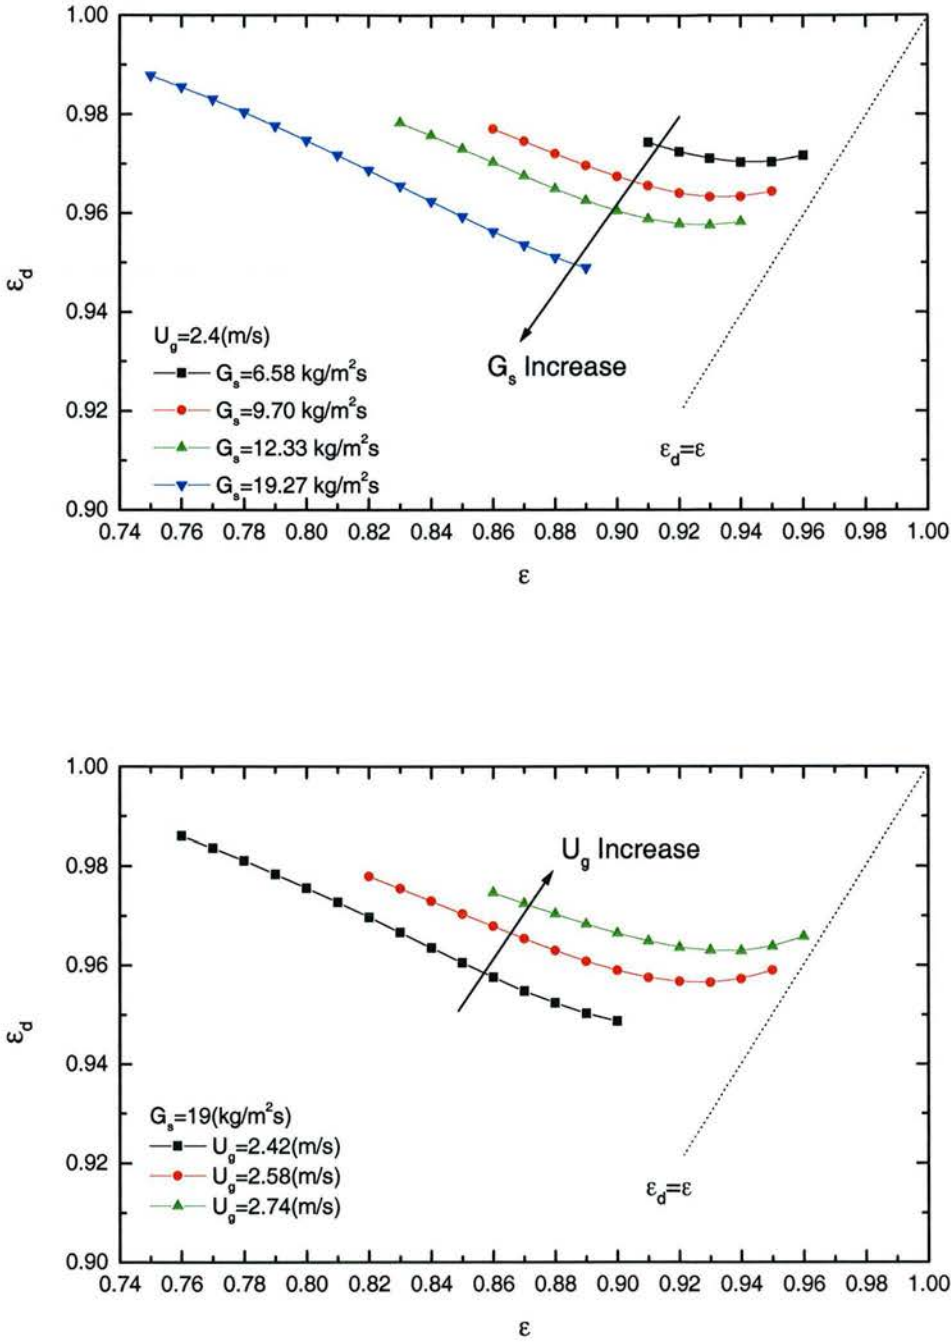 1.00
0.98
0.96
0.94
0.92
0.90
εd
Ug=2.4(m/s)
Gs=6.58 kg/m²s
Gs=9.70 kg/m²s
Gs=12.33 kg/m²s
Gs=19.27 kg/m²s
Gs Increase
εd=ε
0.74 0.76 0.78 0.80 0.82 0.84 0.86 0.88 0.90 0.92 0.94 0.96 0.98 1.00
ε
1.00
0.98
0.96
0.94
0.92
0.90
εd
Ug Increase
Gs=19(kg/m²s)
Ug=2.42(m/s)
Ug=2.58(m/s)
Ug=2.74(m/s)
εd=ε
0.74 0.76 0.78 0.80 0.82 0.84 0.86 0.88 0.90 0.92 0.94 0.96 0.98 1.00
ε